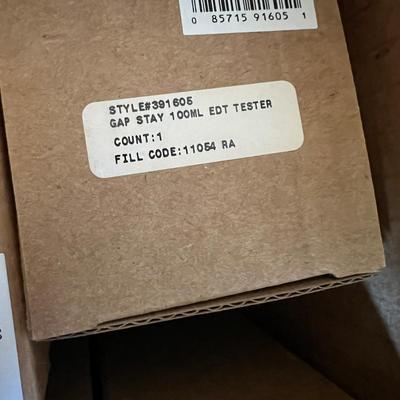 0 85715 91605 1
STYLE#391605
GAP STAY 100ML EDT TESTER
COUNT:1
FILL CODE:11054 RA